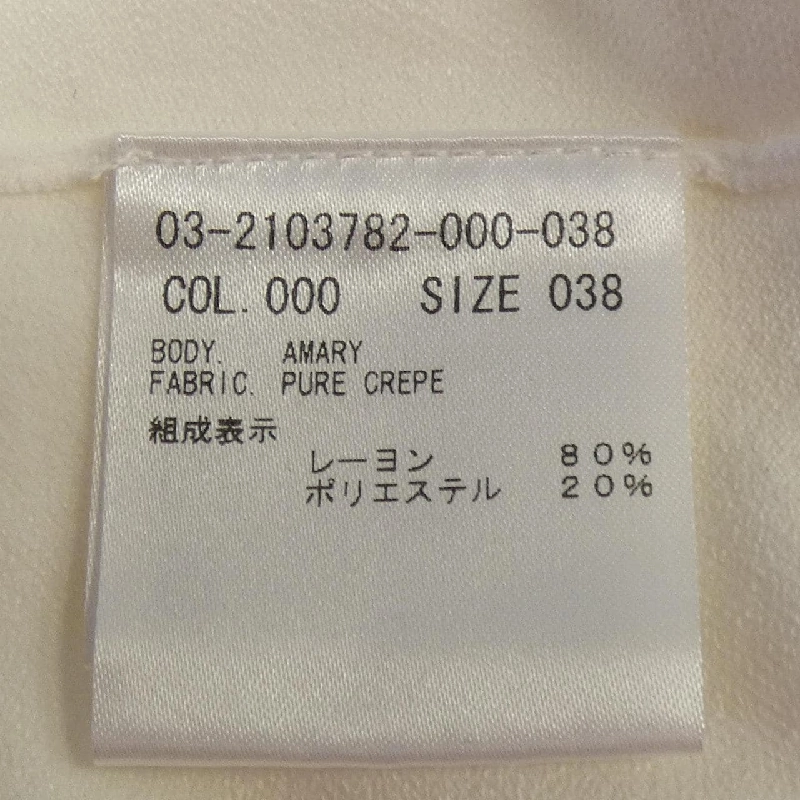 03-2103782-000-038
COL. 000 SIZE 038
BODY. AMARY
FABRIC. PURE CREPE
組成表示
レーヨン ８０％
ポリエステル ２０％